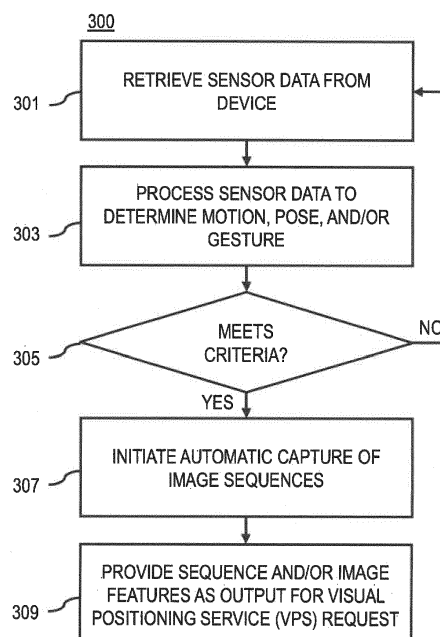 300
RETRIEVE SENSOR DATA FROM
DEVICE
301
PROCESS SENSOR DATA TO
DETERMINE MOTION, POSE, AND/OR
GESTURE
303
MEETS
CRITERIA?
NO
305
YES
INITIATE AUTOMATIC CAPTURE OF
IMAGE SEQUENCES
307
PROVIDE SEQUENCE AND/OR IMAGE
FEATURES AS OUTPUT FOR VISUAL
POSITIONING SERVICE (VPS) REQUEST
309